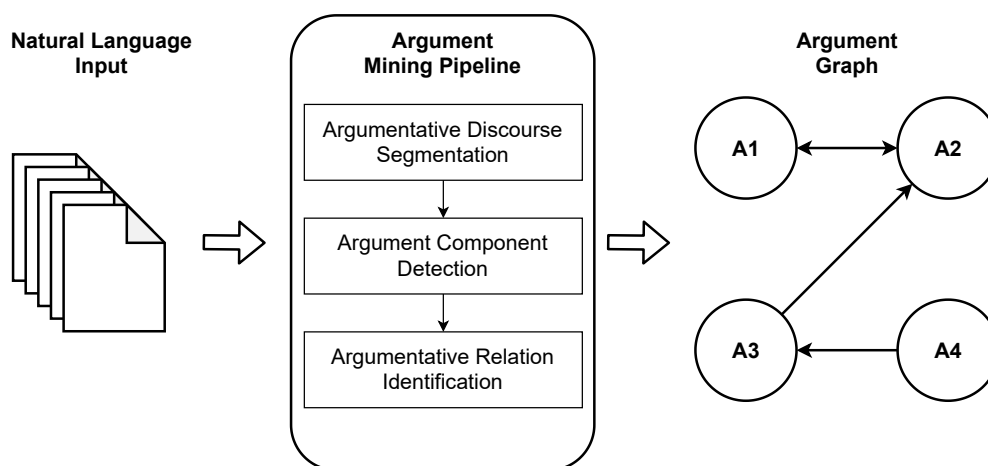 Natural Language
Input
Argument
Mining Pipeline
Argumentative Discourse
Segmentation
Argument Component
Detection
Argumentative Relation
Identification
Argument
Graph
A1
A2
A3
A4